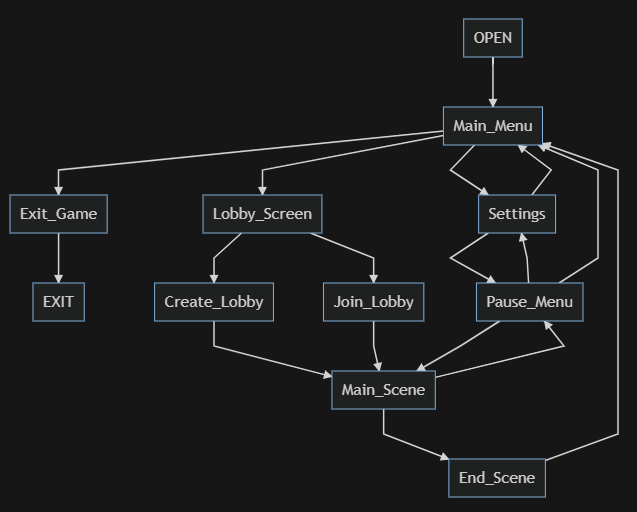 OPEN
Main_Menu
Exit_Game
Lobby_Screen
Settings
EXIT
Create_Lobby
Join_Lobby
Pause_Menu
Main_Scene
End_Scene